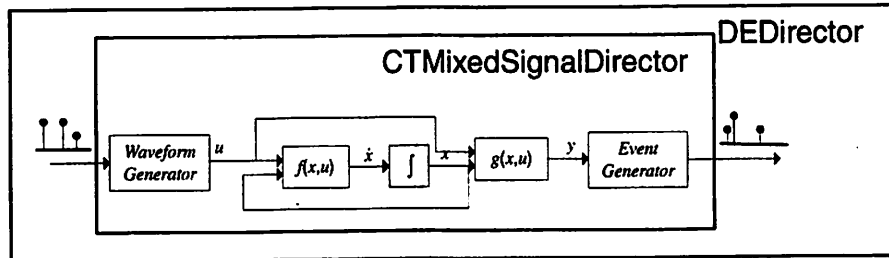 DEDirector
CTMixedSignalDirector
Waveform
Generator
u
f(x,u)
ẋ
∫
x
g(x,u)
y
Event
Generator